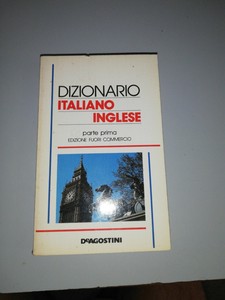 DIZIONARIO
ITALIANO
INGLESE
parte prima
EDIZIONE FUORI COMMERCIO
DeAGOSTINI